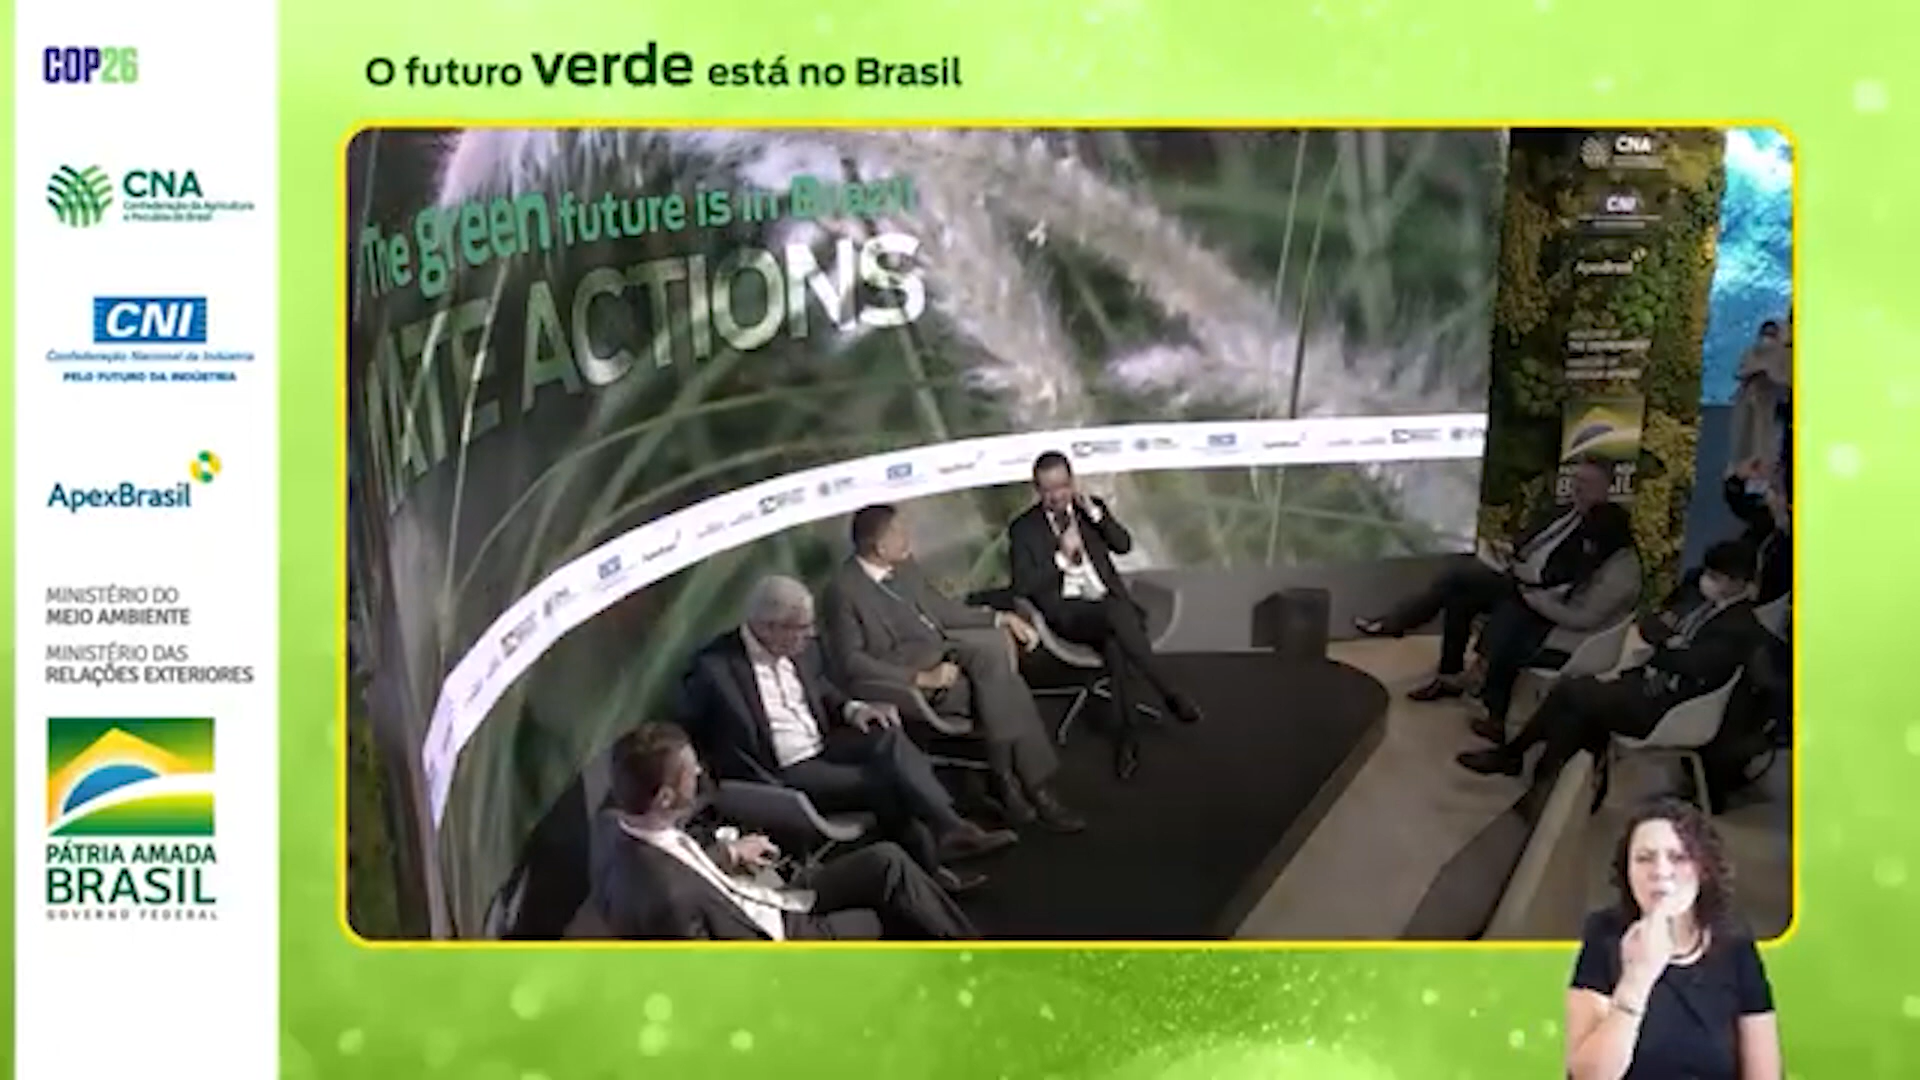 COP26
CNA
Confederação da Agricultura
e Pecuária do Brasil
CNI
Confederação Nacional da Indústria
PELO FUTURO DA INDÚSTRIA
ApexBrasil
MINISTÉRIO DO
MEIO AMBIENTE
MINISTÉRIO DAS
RELAÇÕES EXTERIORES
PÁTRIA AMADA
BRASIL
GOVERNO FEDERAL
O futuro verde está no Brasil
The green future is in Brazil
ATE ACTIONS
CNA
CNI
ApexBrasil